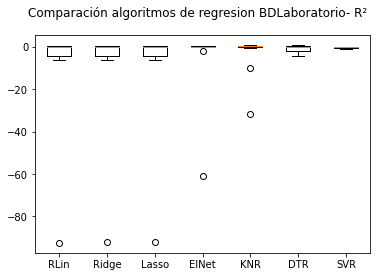 Comparación algoritmos de regresion BDLaboratorio- R²
0
−20
−40
−60
−80
RLin Ridge Lasso ElNet KNR DTR SVR